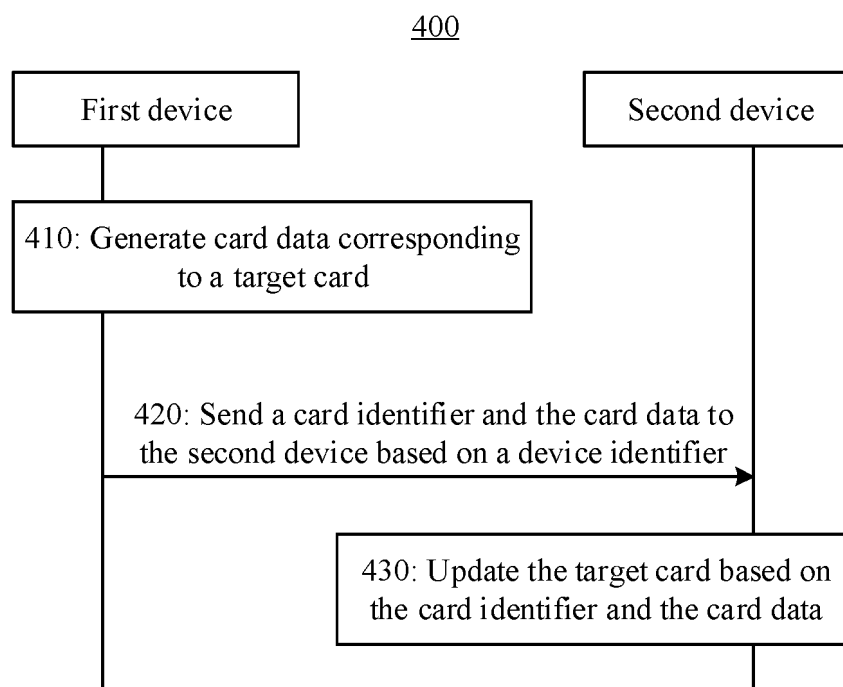 400
First device
Second device
410: Generate card data corresponding
to a target card
420: Send a card identifier and the card data to
the second device based on a device identifier
430: Update the target card based on
the card identifier and the card data